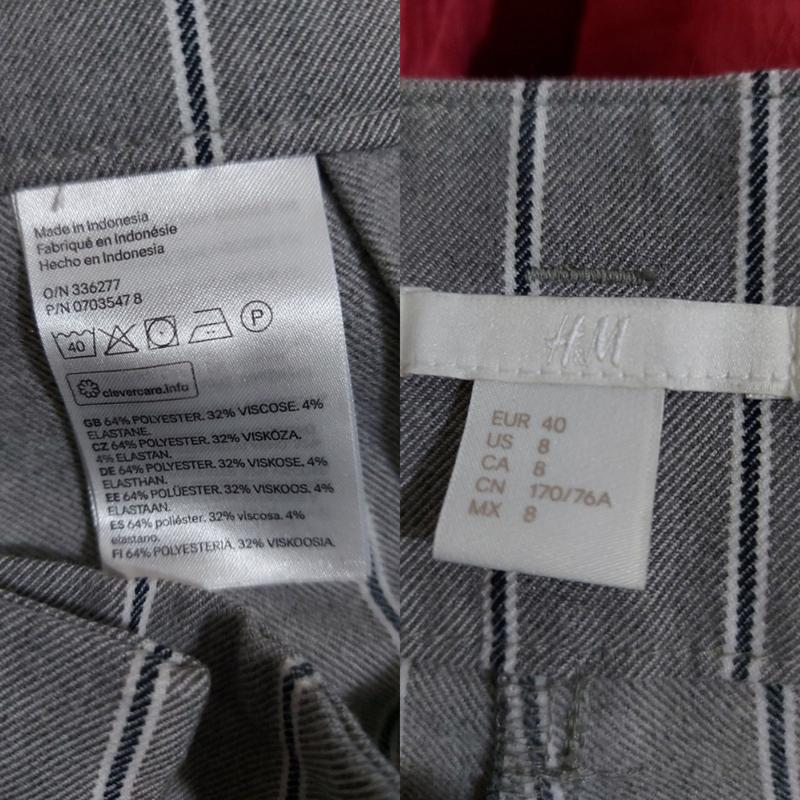 Made in Indonesia
Fabriqué en Indonésie
Hecho en Indonesia
O/N 336277
P/N 0703547 8
40
P
clevercare.info
GB 64% POLYESTER. 32% VISCOSE. 4%
ELASTANE.
CZ 64% POLYESTER. 32% VISKÓZA.
4% ELASTAN.
DE 64% POLYESTER. 32% VISKOSE. 4%
ELASTHAN.
EE 64% POLÜESTER. 32% VISKOOS. 4%
ELASTAAN.
ES 64% poliéster. 32% viscosa. 4%
elastano.
FI 64% POLYESTERIÄ. 32% VISKOOSIA.
H&M
EUR 40
US 8
CA 8
CN 170/76A
MX 8